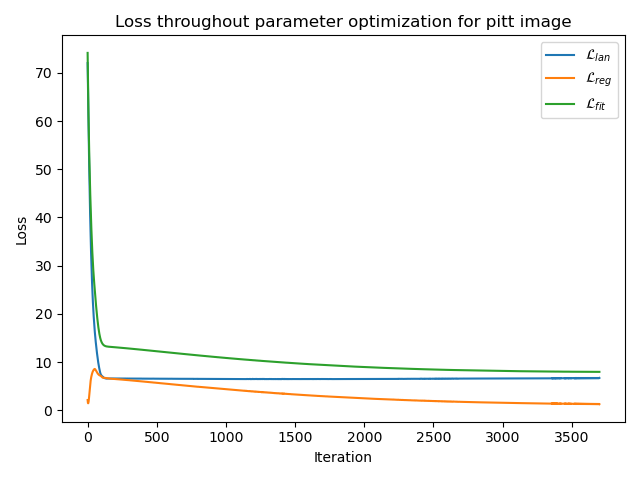 Loss throughout parameter optimization for pitt image
ℒ_lan
ℒ_reg
ℒ_fit
70
60
50
40
30
20
10
0
Loss
0 500 1000 1500 2000 2500 3000 3500
Iteration